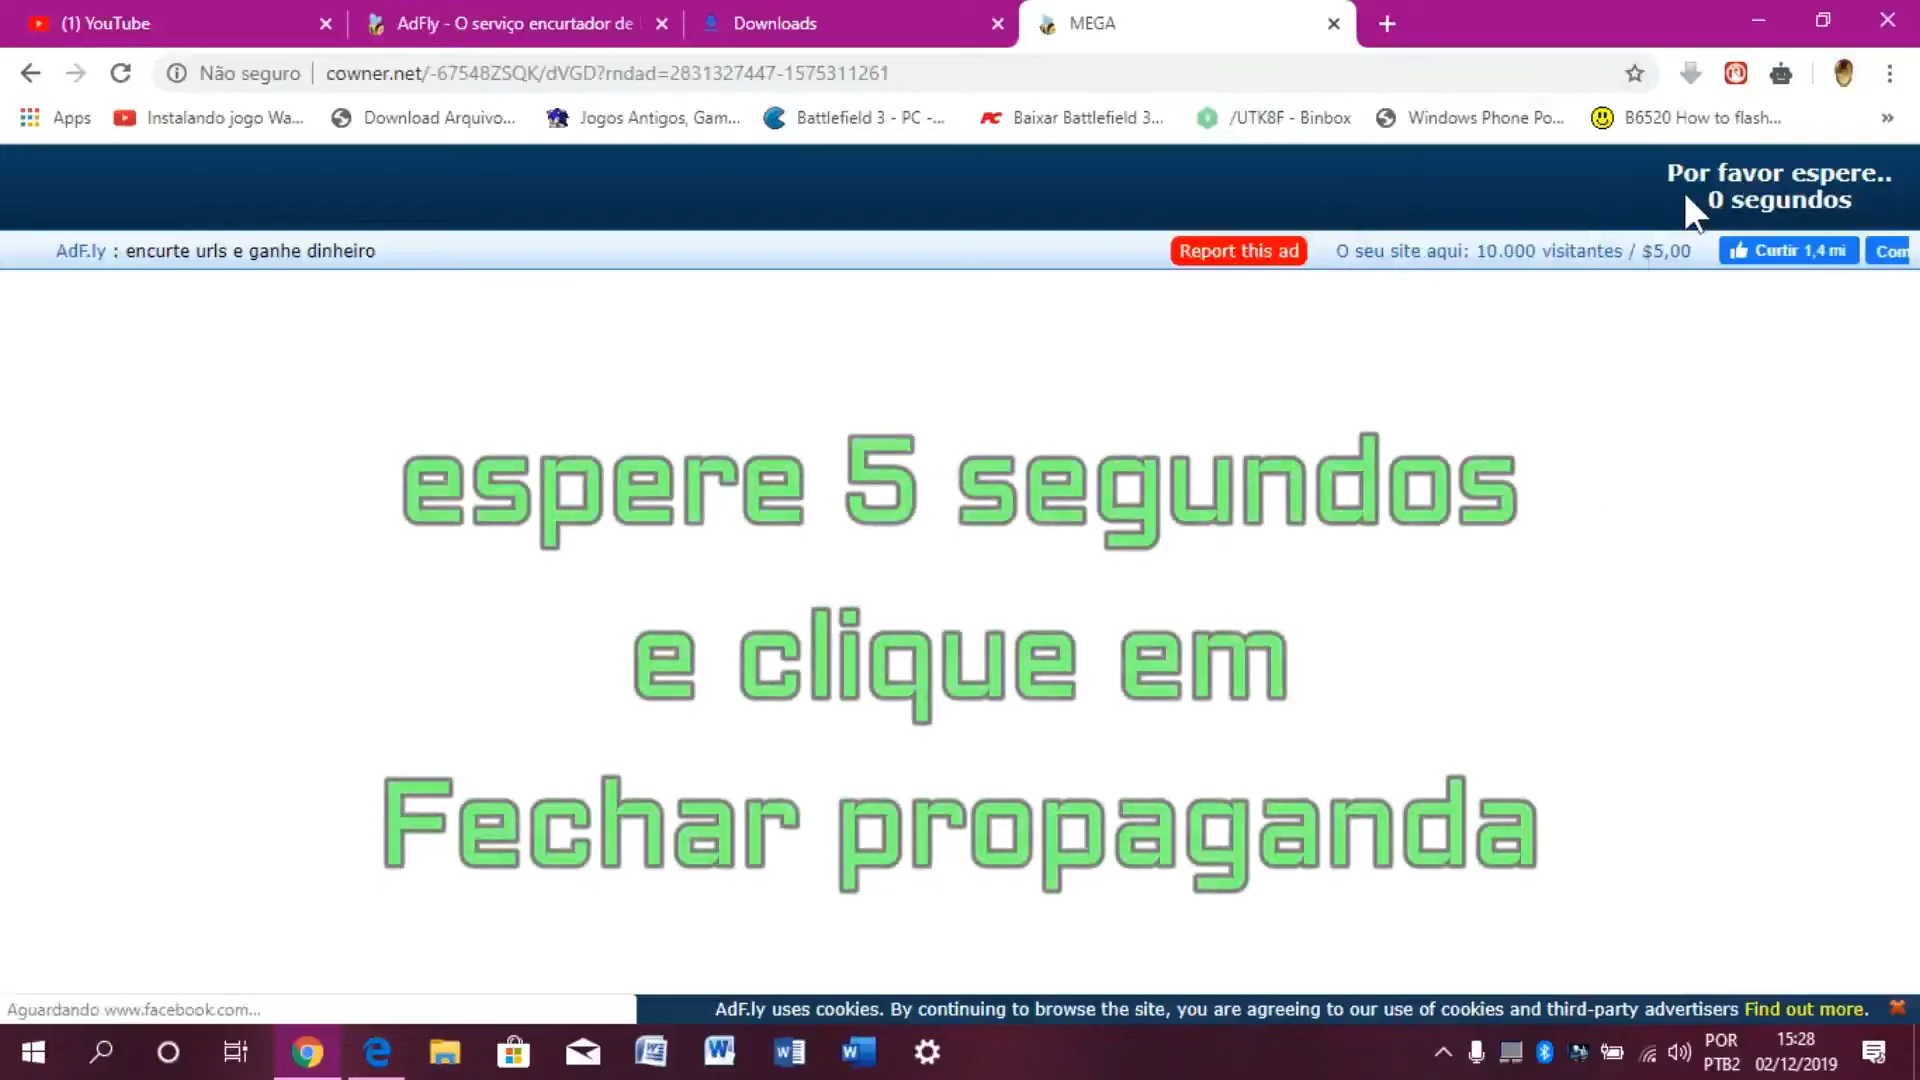 (1) YouTube
AdFly - O serviço encurtador de
Downloads
MEGA
Não seguro
cowner.net/-67548ZSQK/dVGD?rndad=2831327447-1575311261
Apps
Instalando jogo Wa...
Download Arquivo...
Jogos Antigos, Gam...
Battlefield 3 - PC -...
PC
Baixar Battlefield 3...
/UTK8F - Binbox
Windows Phone Po...
B6520 How to flash...
»
Por favor espere..
0 segundos
AdF.ly : encurte urls e ganhe dinheiro
Report this ad
O seu site aqui: 10.000 visitantes / $5,00
Curtir 1,4 mi
Com
espere 5 segundos
e clique em
Fechar propaganda
Aguardando www.facebook.com...
AdF.ly uses cookies. By continuing to browse the site, you are agreeing to our use of cookies and third-party advertisers Find out more.
POR
PTB2
15:28
02/12/2019